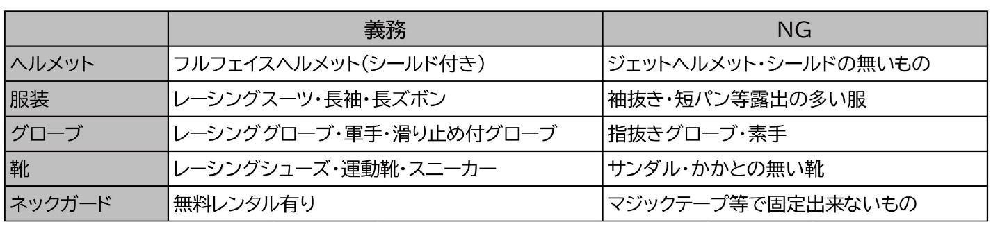 義務 NG
ヘルメット フルフェイスヘルメット(シールド付き) ジェットヘルメット・シールドの無いもの
服装 レーシングスーツ・長袖・長ズボン 袖抜き・短パン等露出の多い服
グローブ レーシンググローブ・軍手・滑り止め付グローブ 指抜きグローブ・素手
靴 レーシングシューズ・運動靴・スニーカー サンダル・かかとの無い靴
ネックガード 無料レンタル有り マジックテープ等で固定出来ないもの